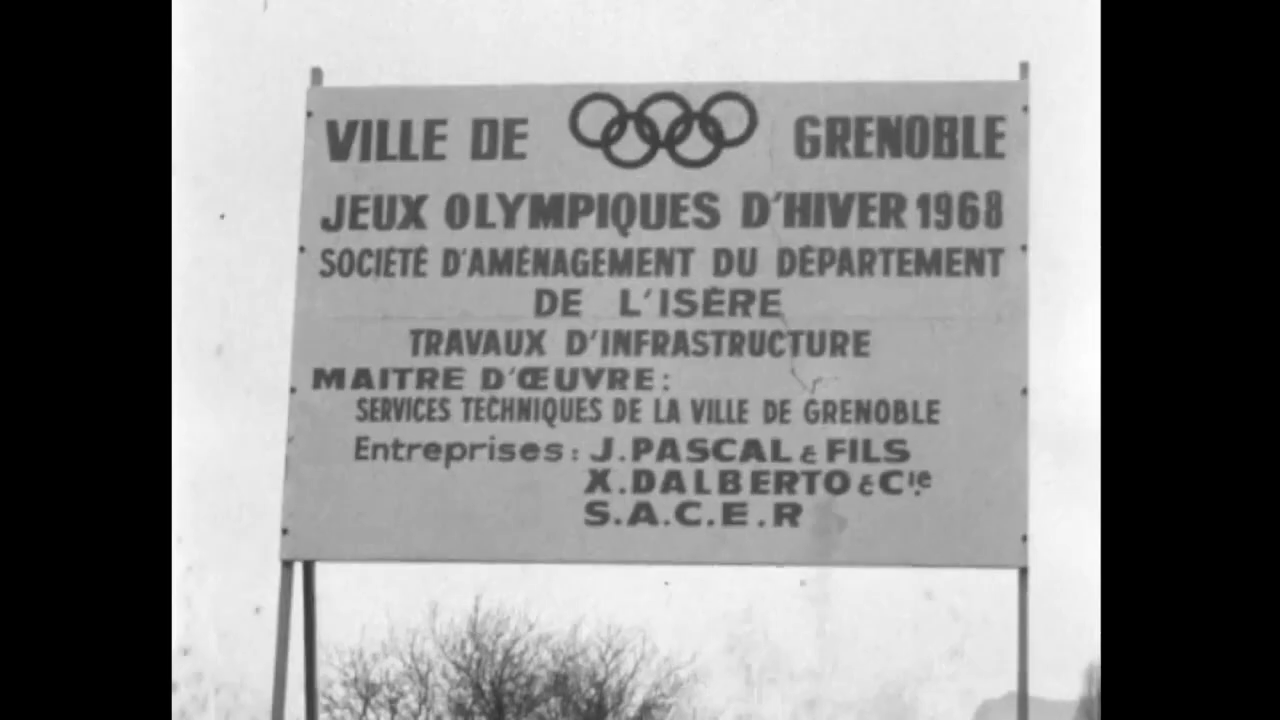 VILLE DE GRENOBLE
JEUX OLYMPIQUES D'HIVER 1968
SOCIÉTÉ D'AMÉNAGEMENT DU DÉPARTEMENT
DE L'ISÈRE
TRAVAUX D'INFRASTRUCTURE
MAITRE D'ŒUVRE:
SERVICES TECHNIQUES DE LA VILLE DE GRENOBLE
Entreprises: J.PASCAL & FILS
X.DALBERTO & Cie
S.A.C.E.R